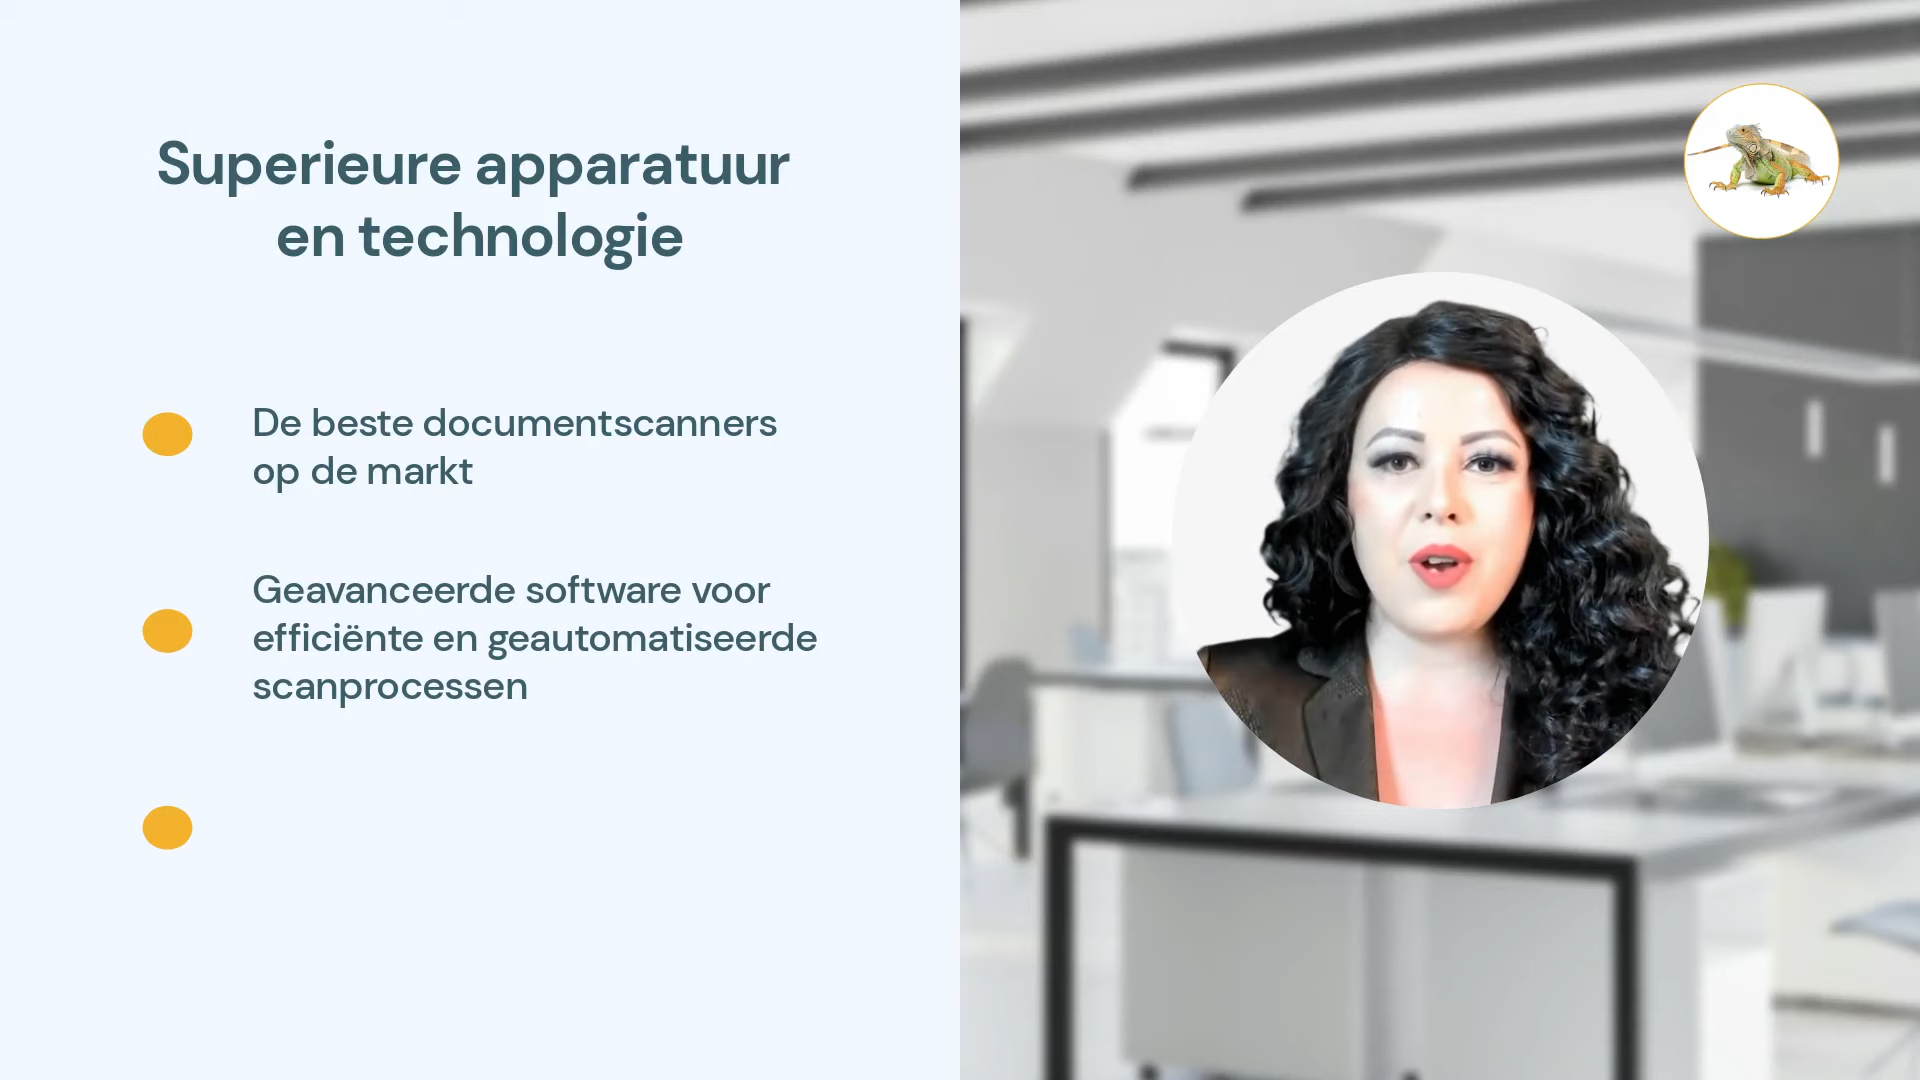 Superieure apparatuur
en technologie
De beste documentscanners
op de markt
Geavanceerde software voor
efficiënte en geautomatiseerde
scanprocessen